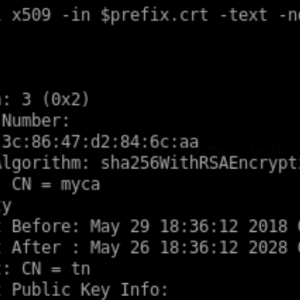 x509 -in $prefix.crt -text -n
: 3 (0x2)
Number:
3c:86:47:d2:84:6c:aa
Algorithm: sha256WithRSAEncrypt
CN = myca
y
Before: May 29 18:36:12 2018
After : May 26 18:36:12 2028
: CN = tn
Public Key Info: